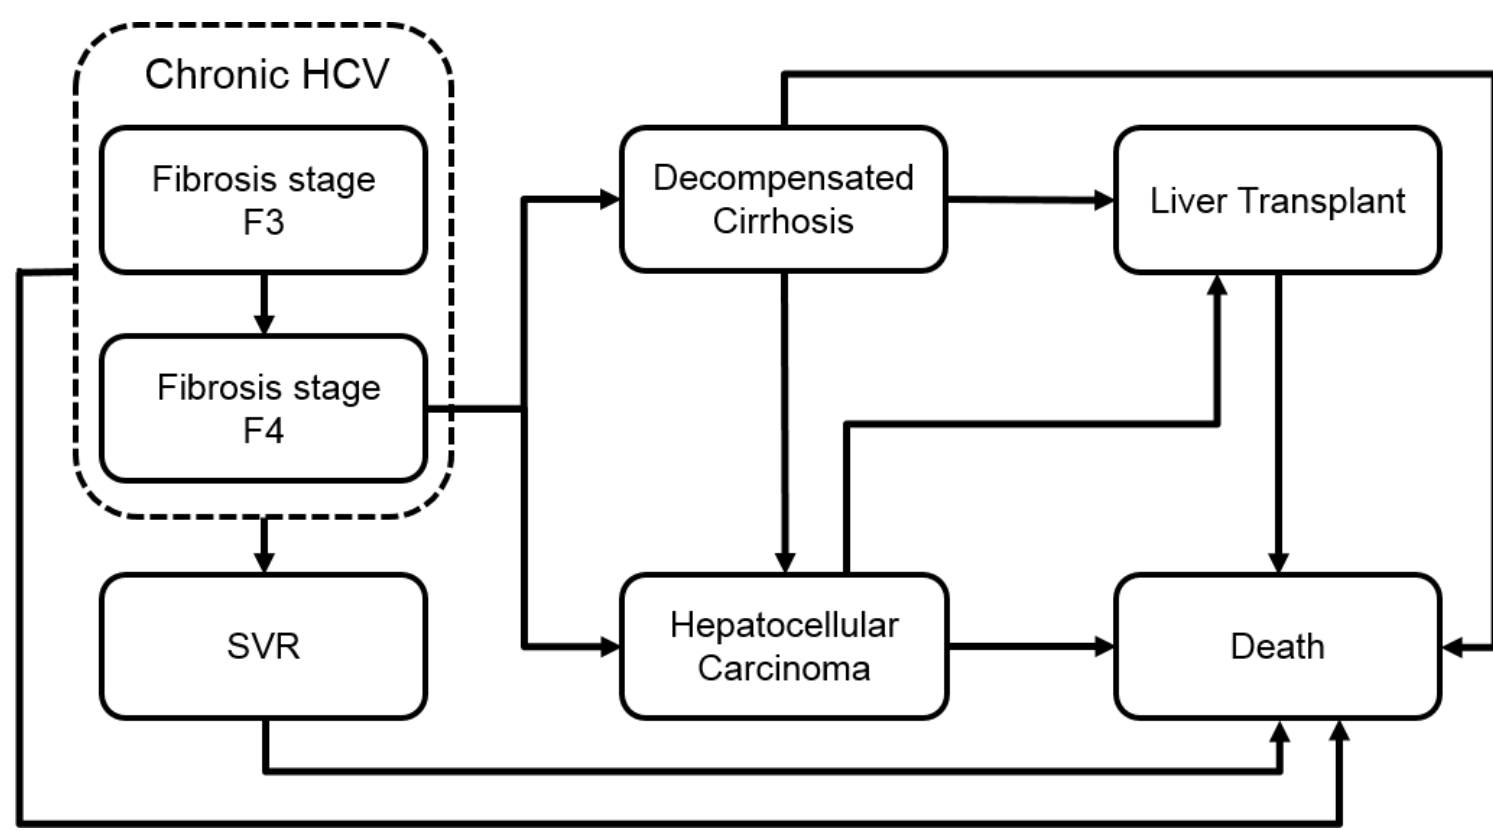 Chronic HCV
Fibrosis stage
F3
Fibrosis stage
F4
SVR
Decompensated
Cirrhosis
Hepatocellular
Carcinoma
Liver Transplant
Death